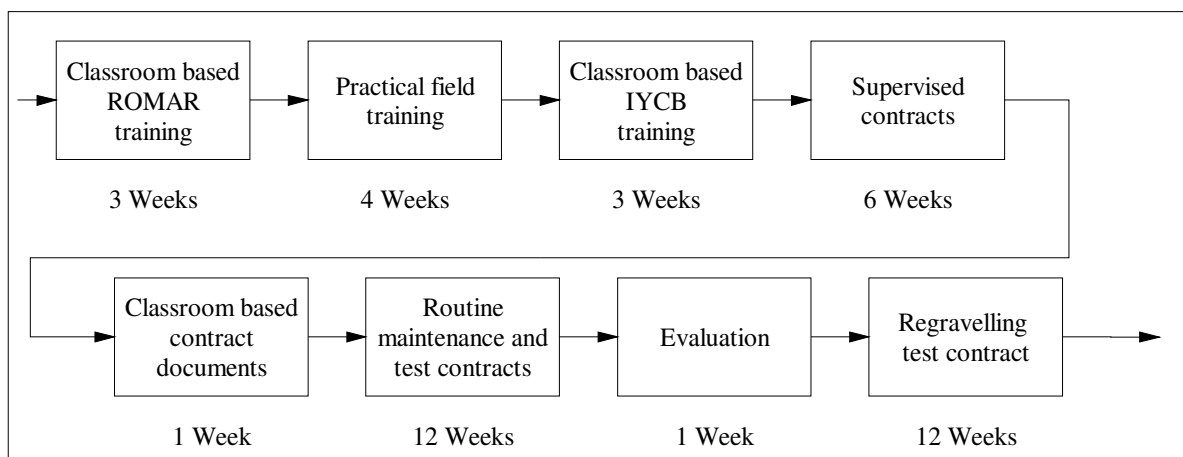 Classroom based
ROMAR
training
Practical field
training
Classroom based
IYCB
training
Supervised
contracts
3 Weeks
4 Weeks
3 Weeks
6 Weeks
Classroom based
contract
documents
Routine
maintenance and
test contracts
Evaluation
Regravelling
test contract
1 Week
12 Weeks
1 Week
12 Weeks